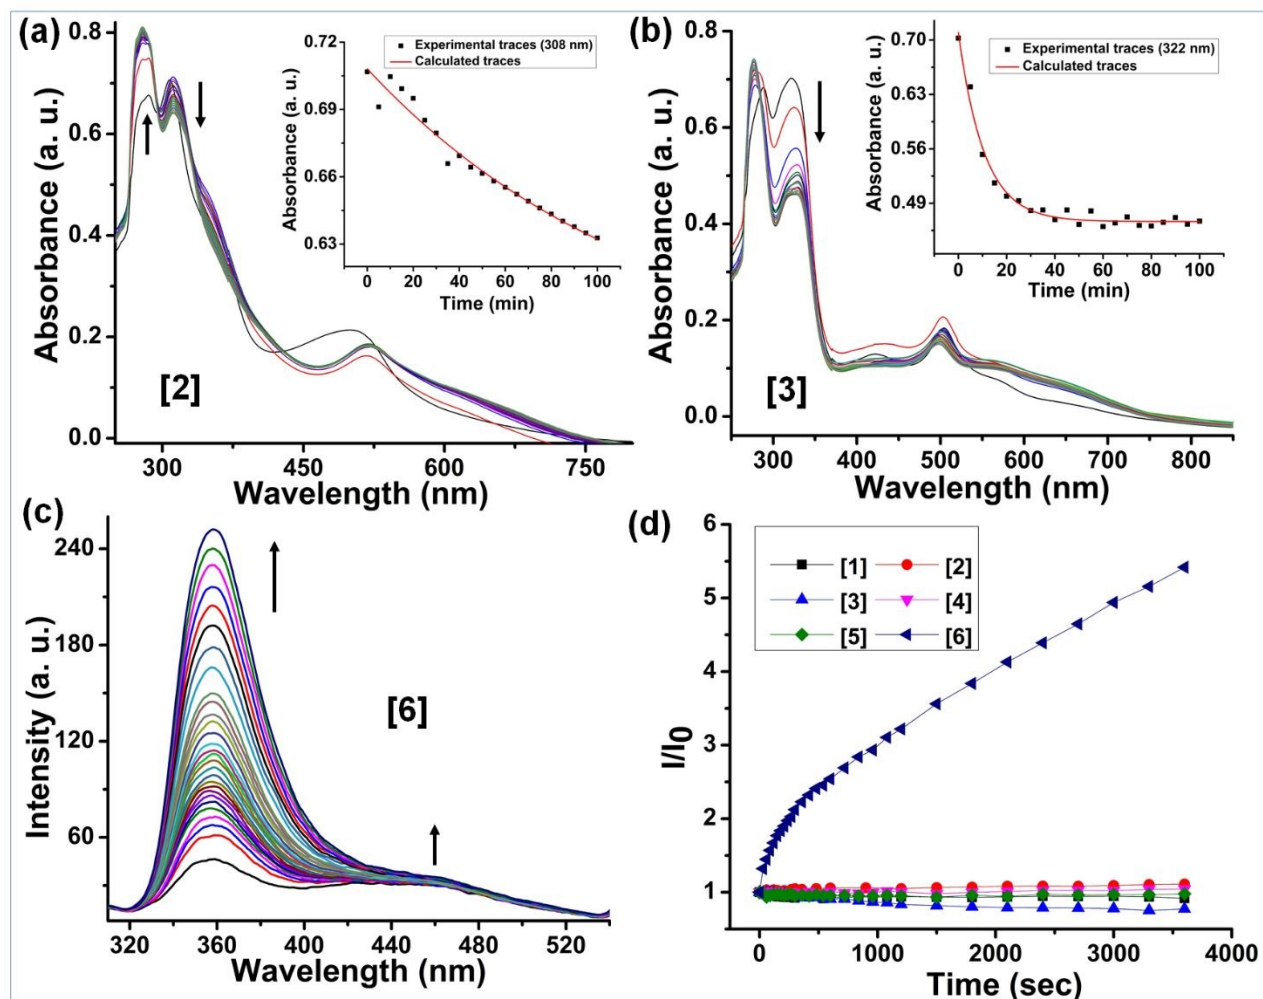 (a)
0.8
0.6
0.4
0.2
0.0
Absorbance (a. u.)
300 450 600 750
Wavelength (nm)
[2]
0.72
0.69
0.66
0.63
Absorbance (a. u.)
0 20 40 60 80 100
Time (min)
Experimental traces (308 nm)
Calculated traces
(b)
0.8
0.6
0.4
0.2
0.0
Absorbance (a. u.)
300 400 500 600 700 800
Wavelength (nm)
[3]
0.70
0.63
0.56
0.49
Absorbance (a. u.)
0 20 40 60 80 100
Time (min)
Experimental traces (322 nm)
Calculated traces
(c)
240
180
120
60
Intensity (a. u.)
320 360 400 440 480 520
Wavelength (nm)
[6]
(d)
6
5
4
3
2
1
I/I0
0 1000 2000 3000 4000
Time (sec)
[1] [2]
[3] [4]
[5] [6]